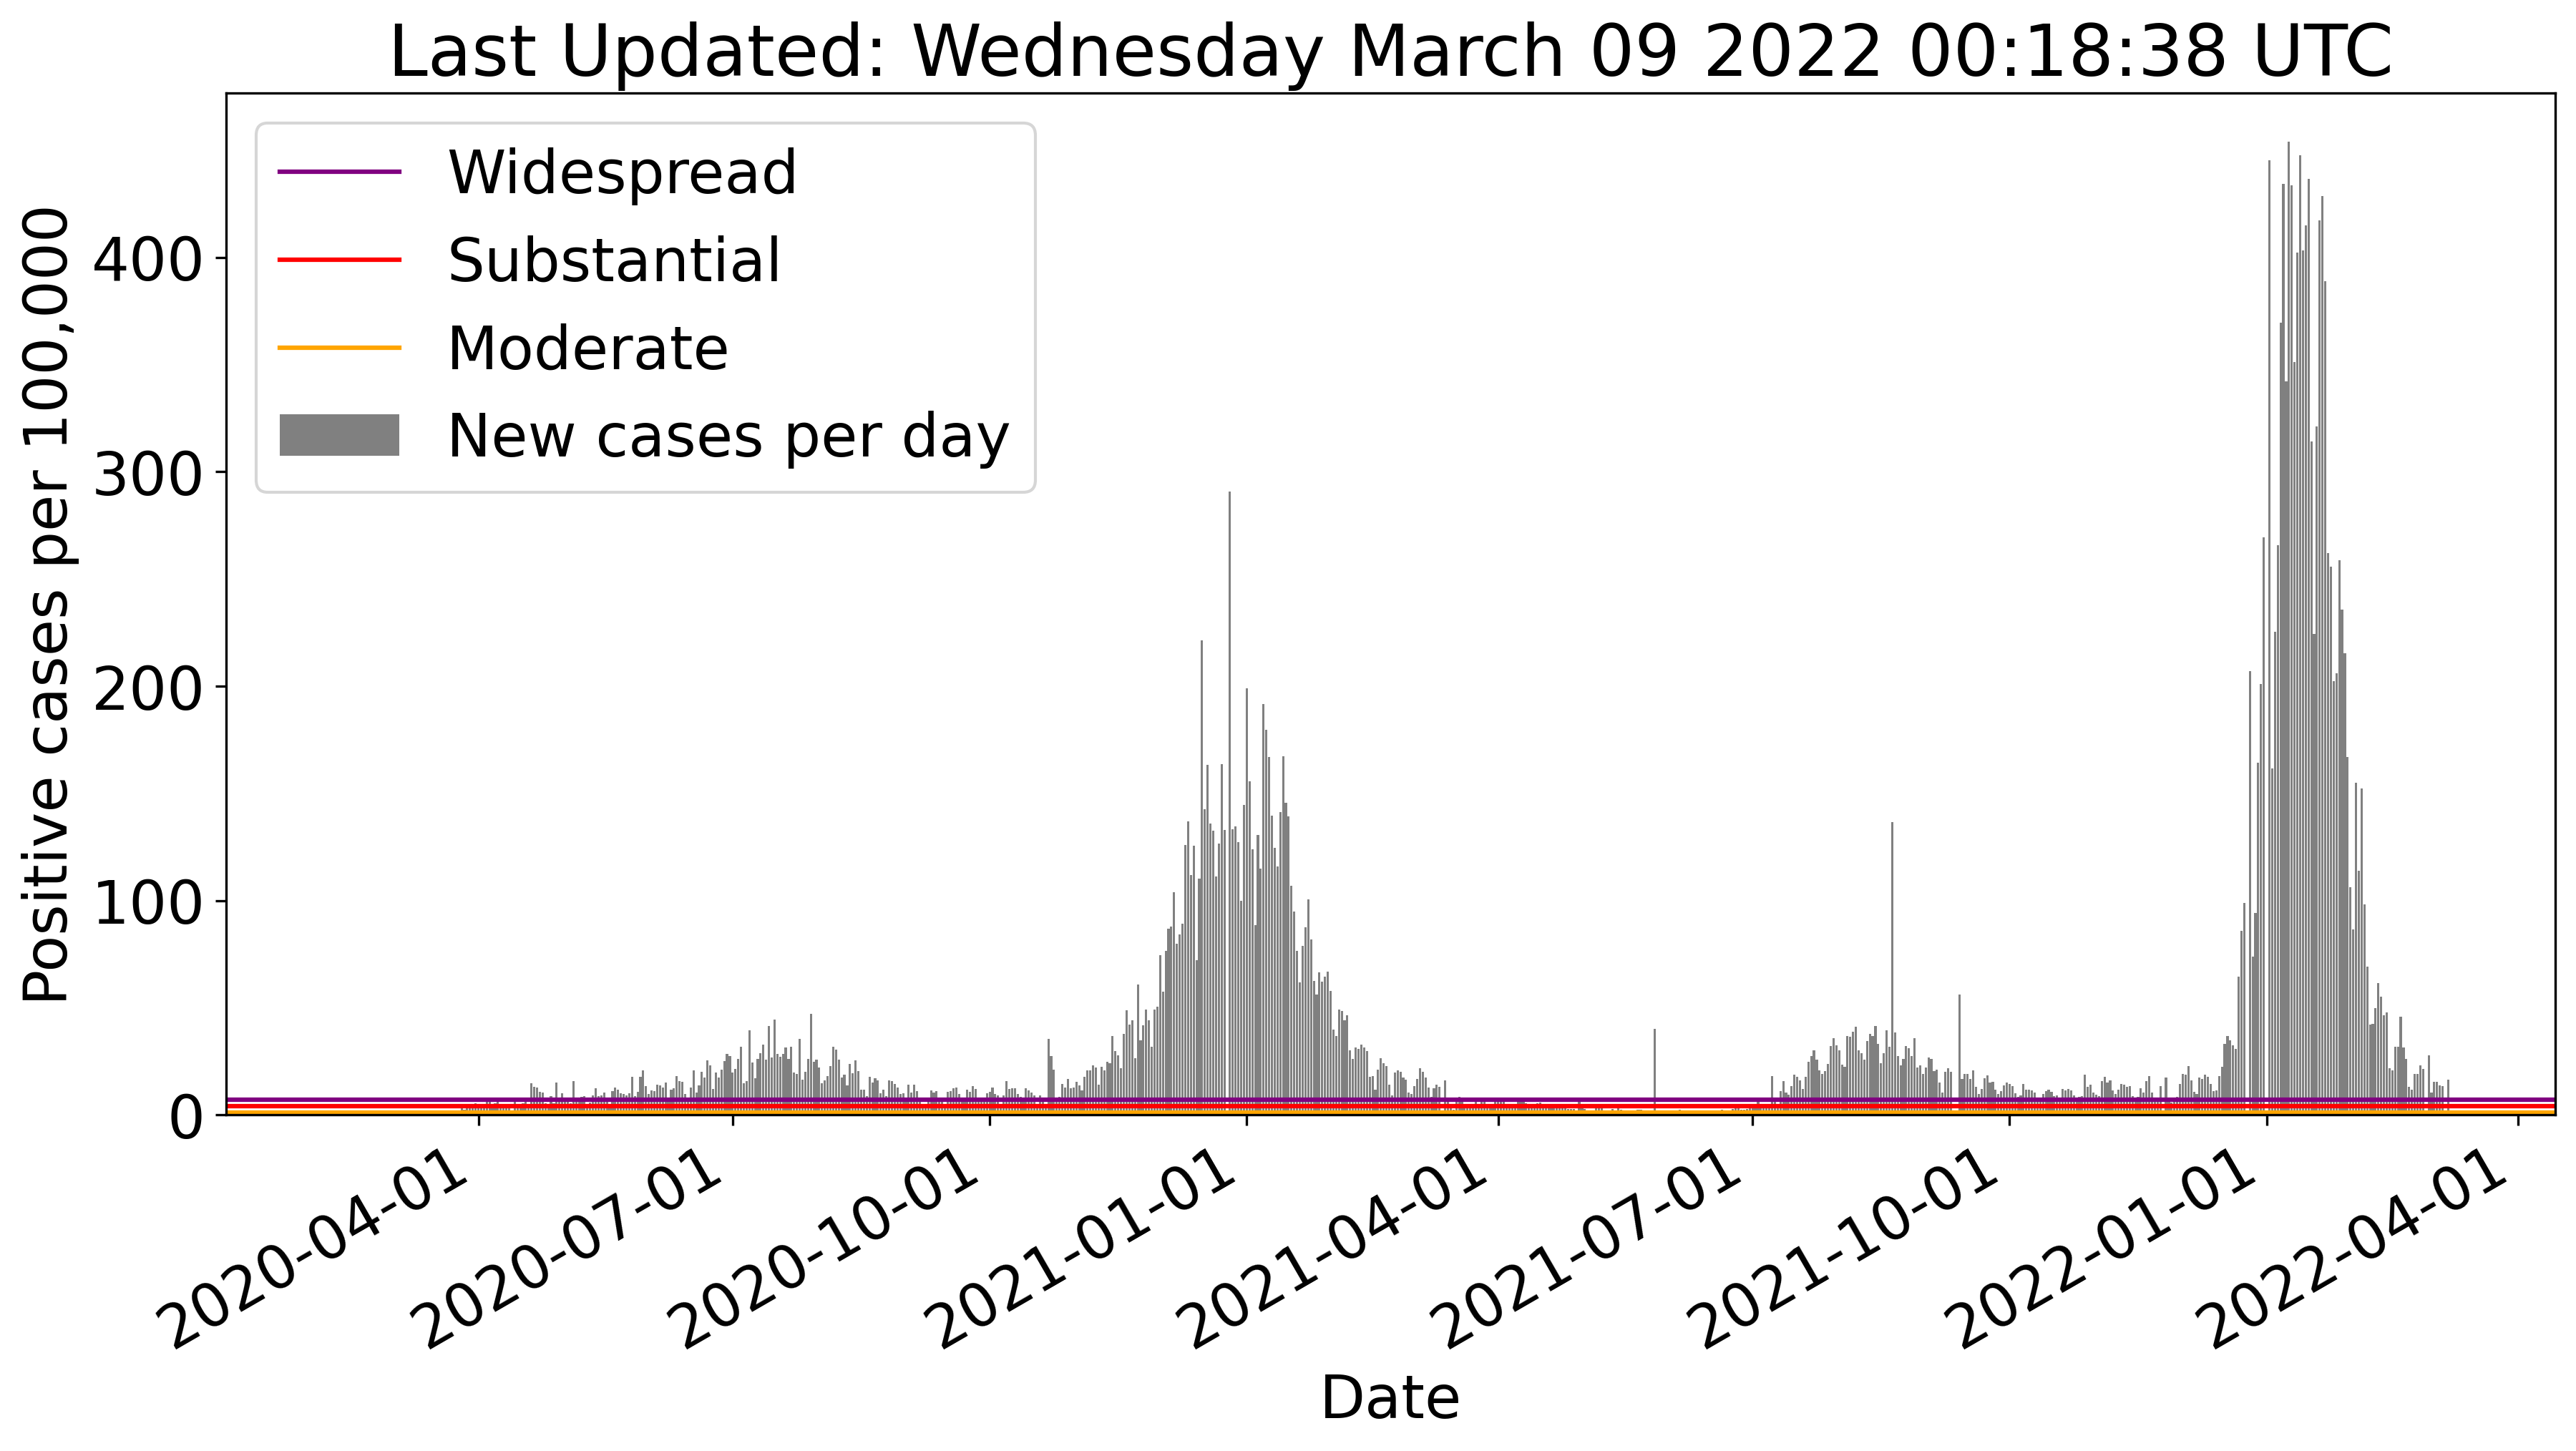 Last Updated: Wednesday March 09 2022 00:18:38 UTC
Widespread
Substantial
Moderate
New cases per day
Positive cases per 100,000
400
300
200
100
0
2020-04-01
2020-07-01
2020-10-01
2021-01-01
2021-04-01
2021-07-01
2021-10-01
2022-01-01
2022-04-01
Date